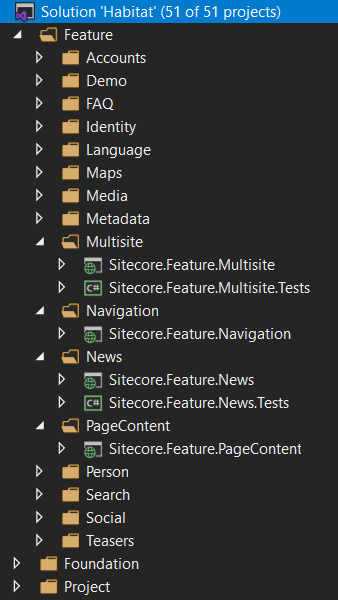 Solution 'Habitat' (51 of 51 projects)
Feature
Accounts
Demo
FAQ
Identity
Language
Maps
Media
Metadata
Multisite
Sitecore.Feature.Multisite
C# Sitecore.Feature.Multisite.Tests
Navigation
Sitecore.Feature.Navigation
News
Sitecore.Feature.News
C# Sitecore.Feature.News.Tests
PageContent
Sitecore.Feature.PageContent
Person
Search
Social
Teasers
Foundation
Project